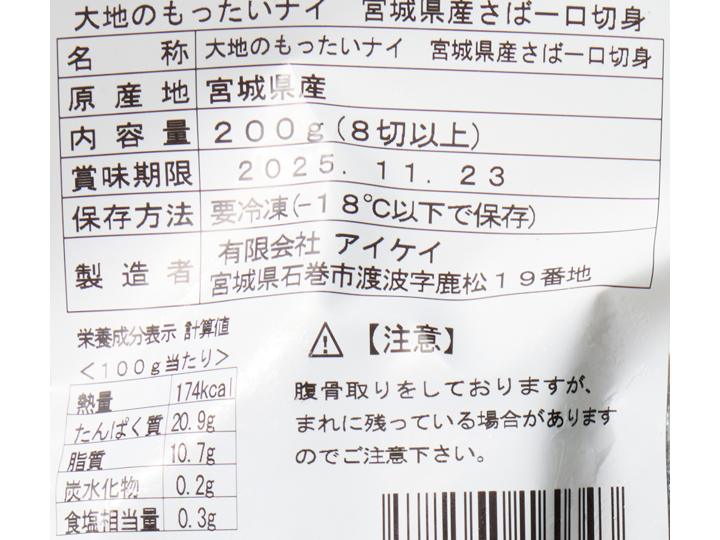 大地のもったいナイ　宮城県産さば一口切身
名称 大地のもったいナイ　宮城県産さば一口切身
原産地 宮城県産
内容量 200g(8切以上)
賞味期限 2025.11.23
保存方法 要冷凍(-18℃以下で保存)
製造者 有限会社 アイケイ
宮城県石巻市渡波字鹿松19番地
栄養成分表示 計算値
<100g当たり>
熱量 174kcal
たんぱく質 20.9g
脂質 10.7g
炭水化物 0.2g
食塩相当量 0.3g
【注意】
腹骨取りをしておりますが、
まれに残っている場合があります
のでご注意下さい。